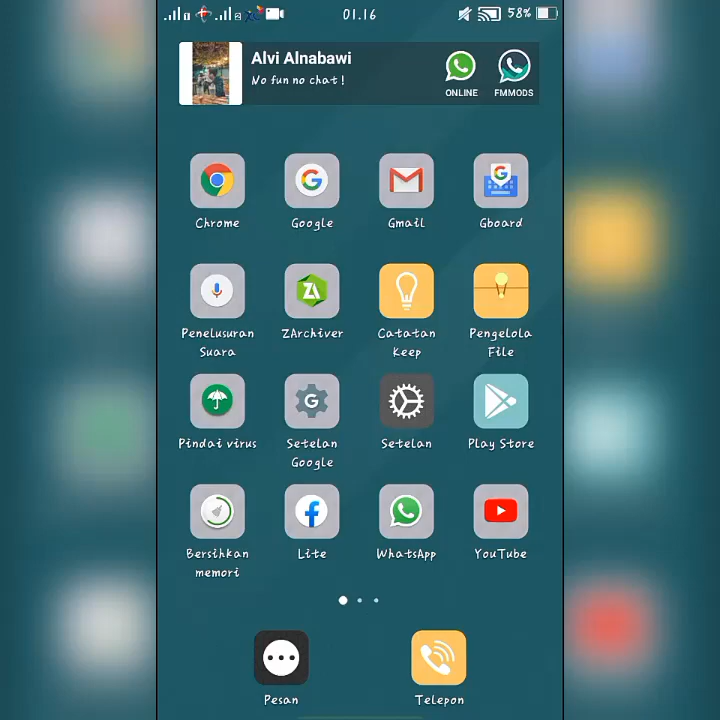 01.16
58%
Alvi Alnabawi
No fun no chat !
ONLINE
FMMODS
Chrome
Google
Gmail
Gboard
Penelusuran
Suara
ZArchiver
Catatan
Keep
Pengelola
File
Pindai virus
Setelan
Google
Setelan
Play Store
Bersihkan
memori
Lite
WhatsApp
YouTube
Pesan
Telepon